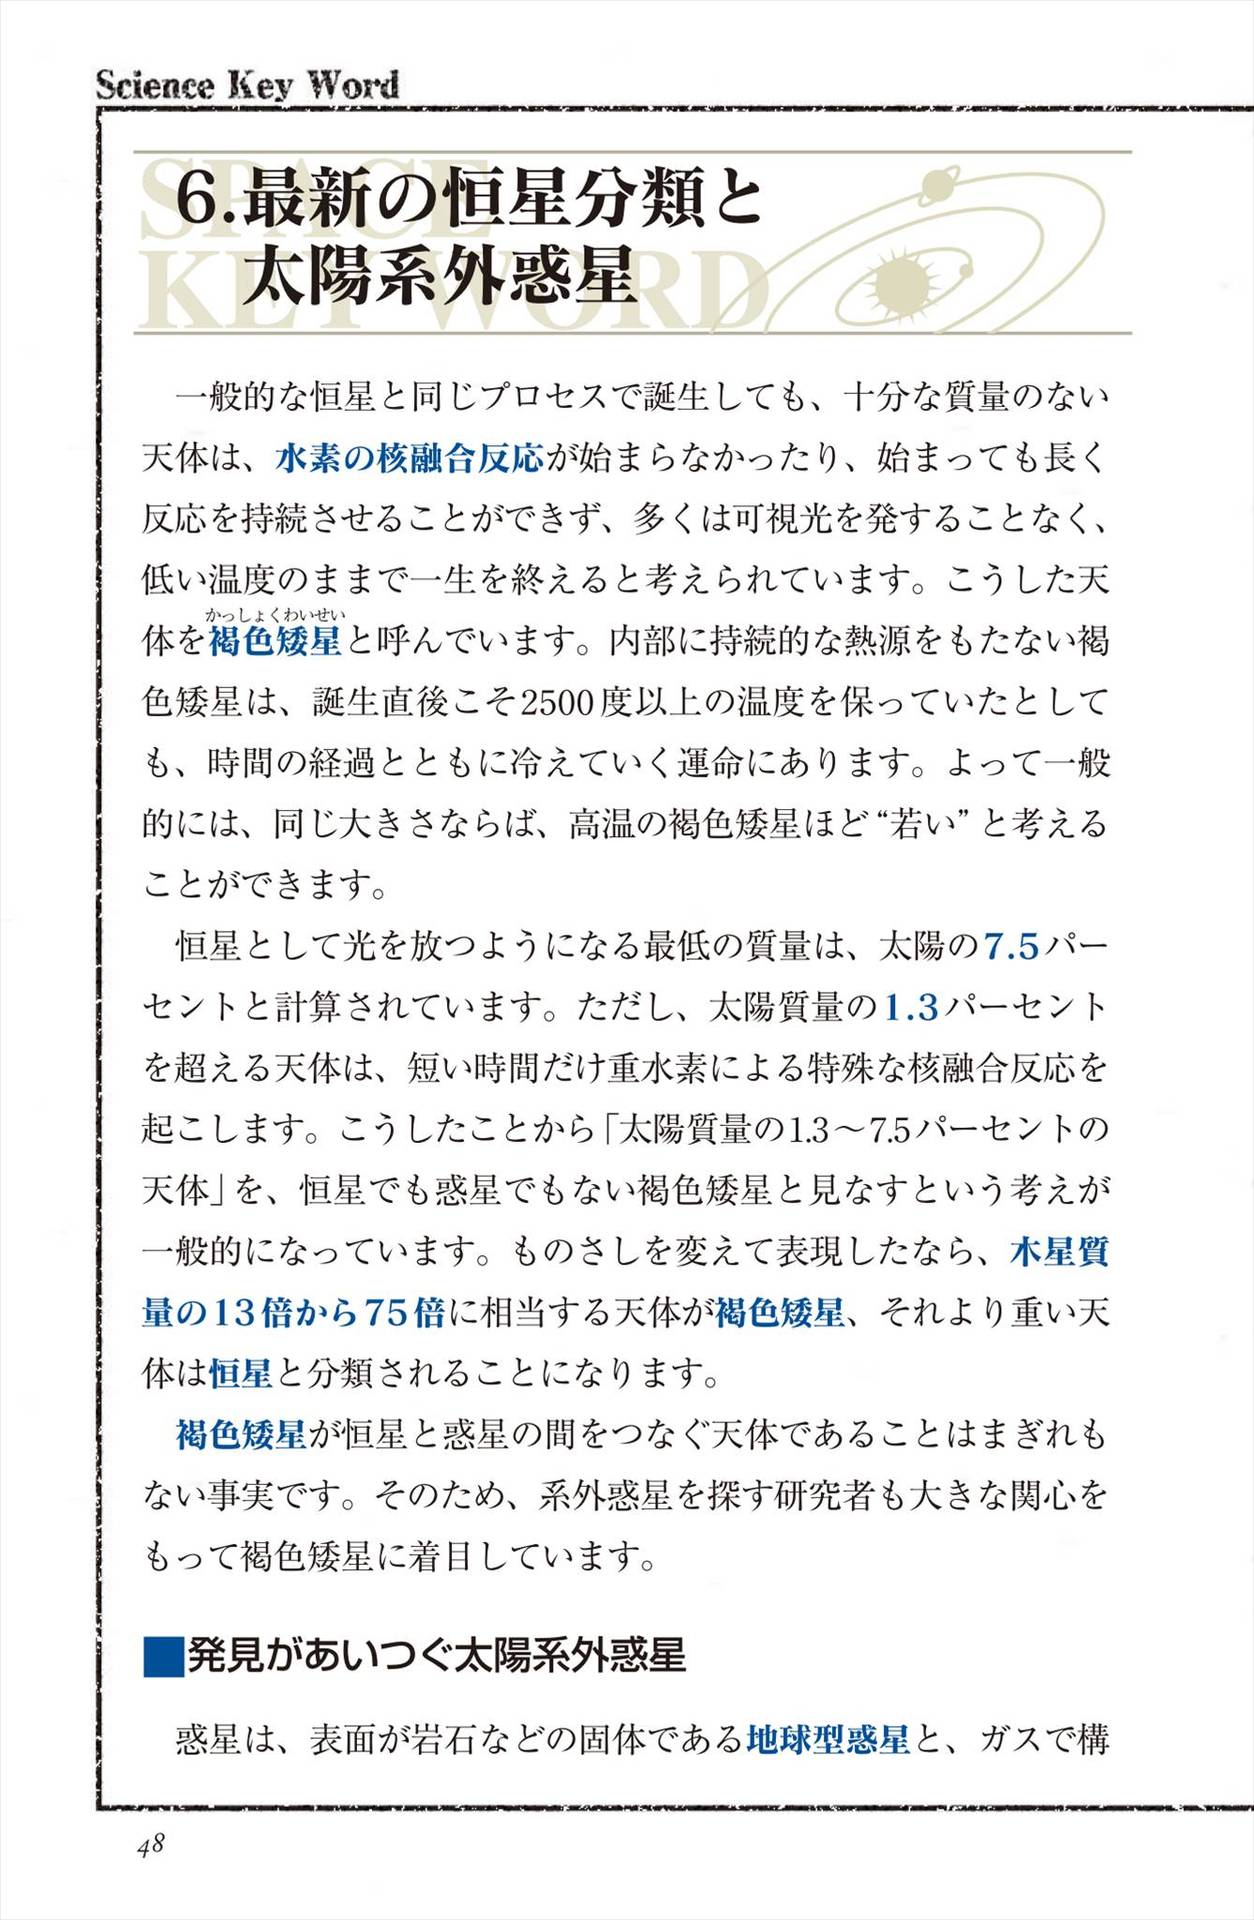 Science Key Word
SPACE
KEYWORD
6.最新の恒星分類と
太陽系外惑星
一般的な恒星と同じプロセスで誕生しても、十分な質量のない
天体は、水素の核融合反応が始まらなかったり、始まっても長く
反応を持続させることができず、多くは可視光を発することなく、
低い温度のままで一生を終えると考えられています。こうした天
かっしょくわいせい
体を褐色矮星と呼んでいます。内部に持続的な熱源をもたない褐
色矮星は、誕生直後こそ2500度以上の温度を保っていたとして
も、時間の経過とともに冷えていく運命にあります。よって一般
的には、同じ大きさならば、高温の褐色矮星ほど“若い”と考える
ことができます。
恒星として光を放つようになる最低の質量は、太陽の7.5パー
セントと計算されています。ただし、太陽質量の1.3パーセント
を超える天体は、短い時間だけ重水素による特殊な核融合反応を
起こします。こうしたことから「太陽質量の1.3～7.5パーセントの
天体」を、恒星でも惑星でもない褐色矮星と見なすという考えが
一般的になっています。ものさしを変えて表現したなら、木星質
量の13倍から75倍に相当する天体が褐色矮星、それより重い天
体は恒星と分類されることになります。
褐色矮星が恒星と惑星の間をつなぐ天体であることはまぎれも
ない事実です。そのため、系外惑星を探す研究者も大きな関心を
もって褐色矮星に着目しています。
■発見があいつぐ太陽系外惑星
惑星は、表面が岩石などの固体である地球型惑星と、ガスで構
48